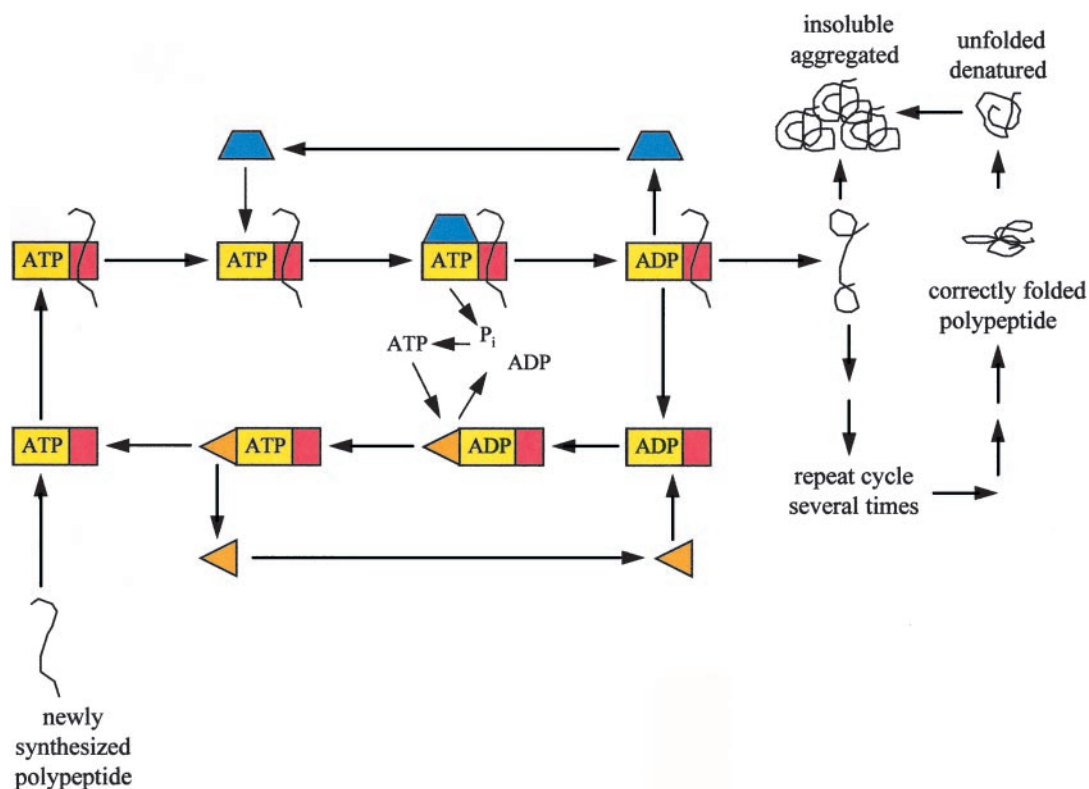 insoluble
aggregated
unfolded
denatured
ATP
ATP
ATP
ADP
correctly folded
polypeptide
ATP
Pi
ADP
ATP
ATP
ADP
ADP
repeat cycle
several times
newly
synthesized
polypeptide